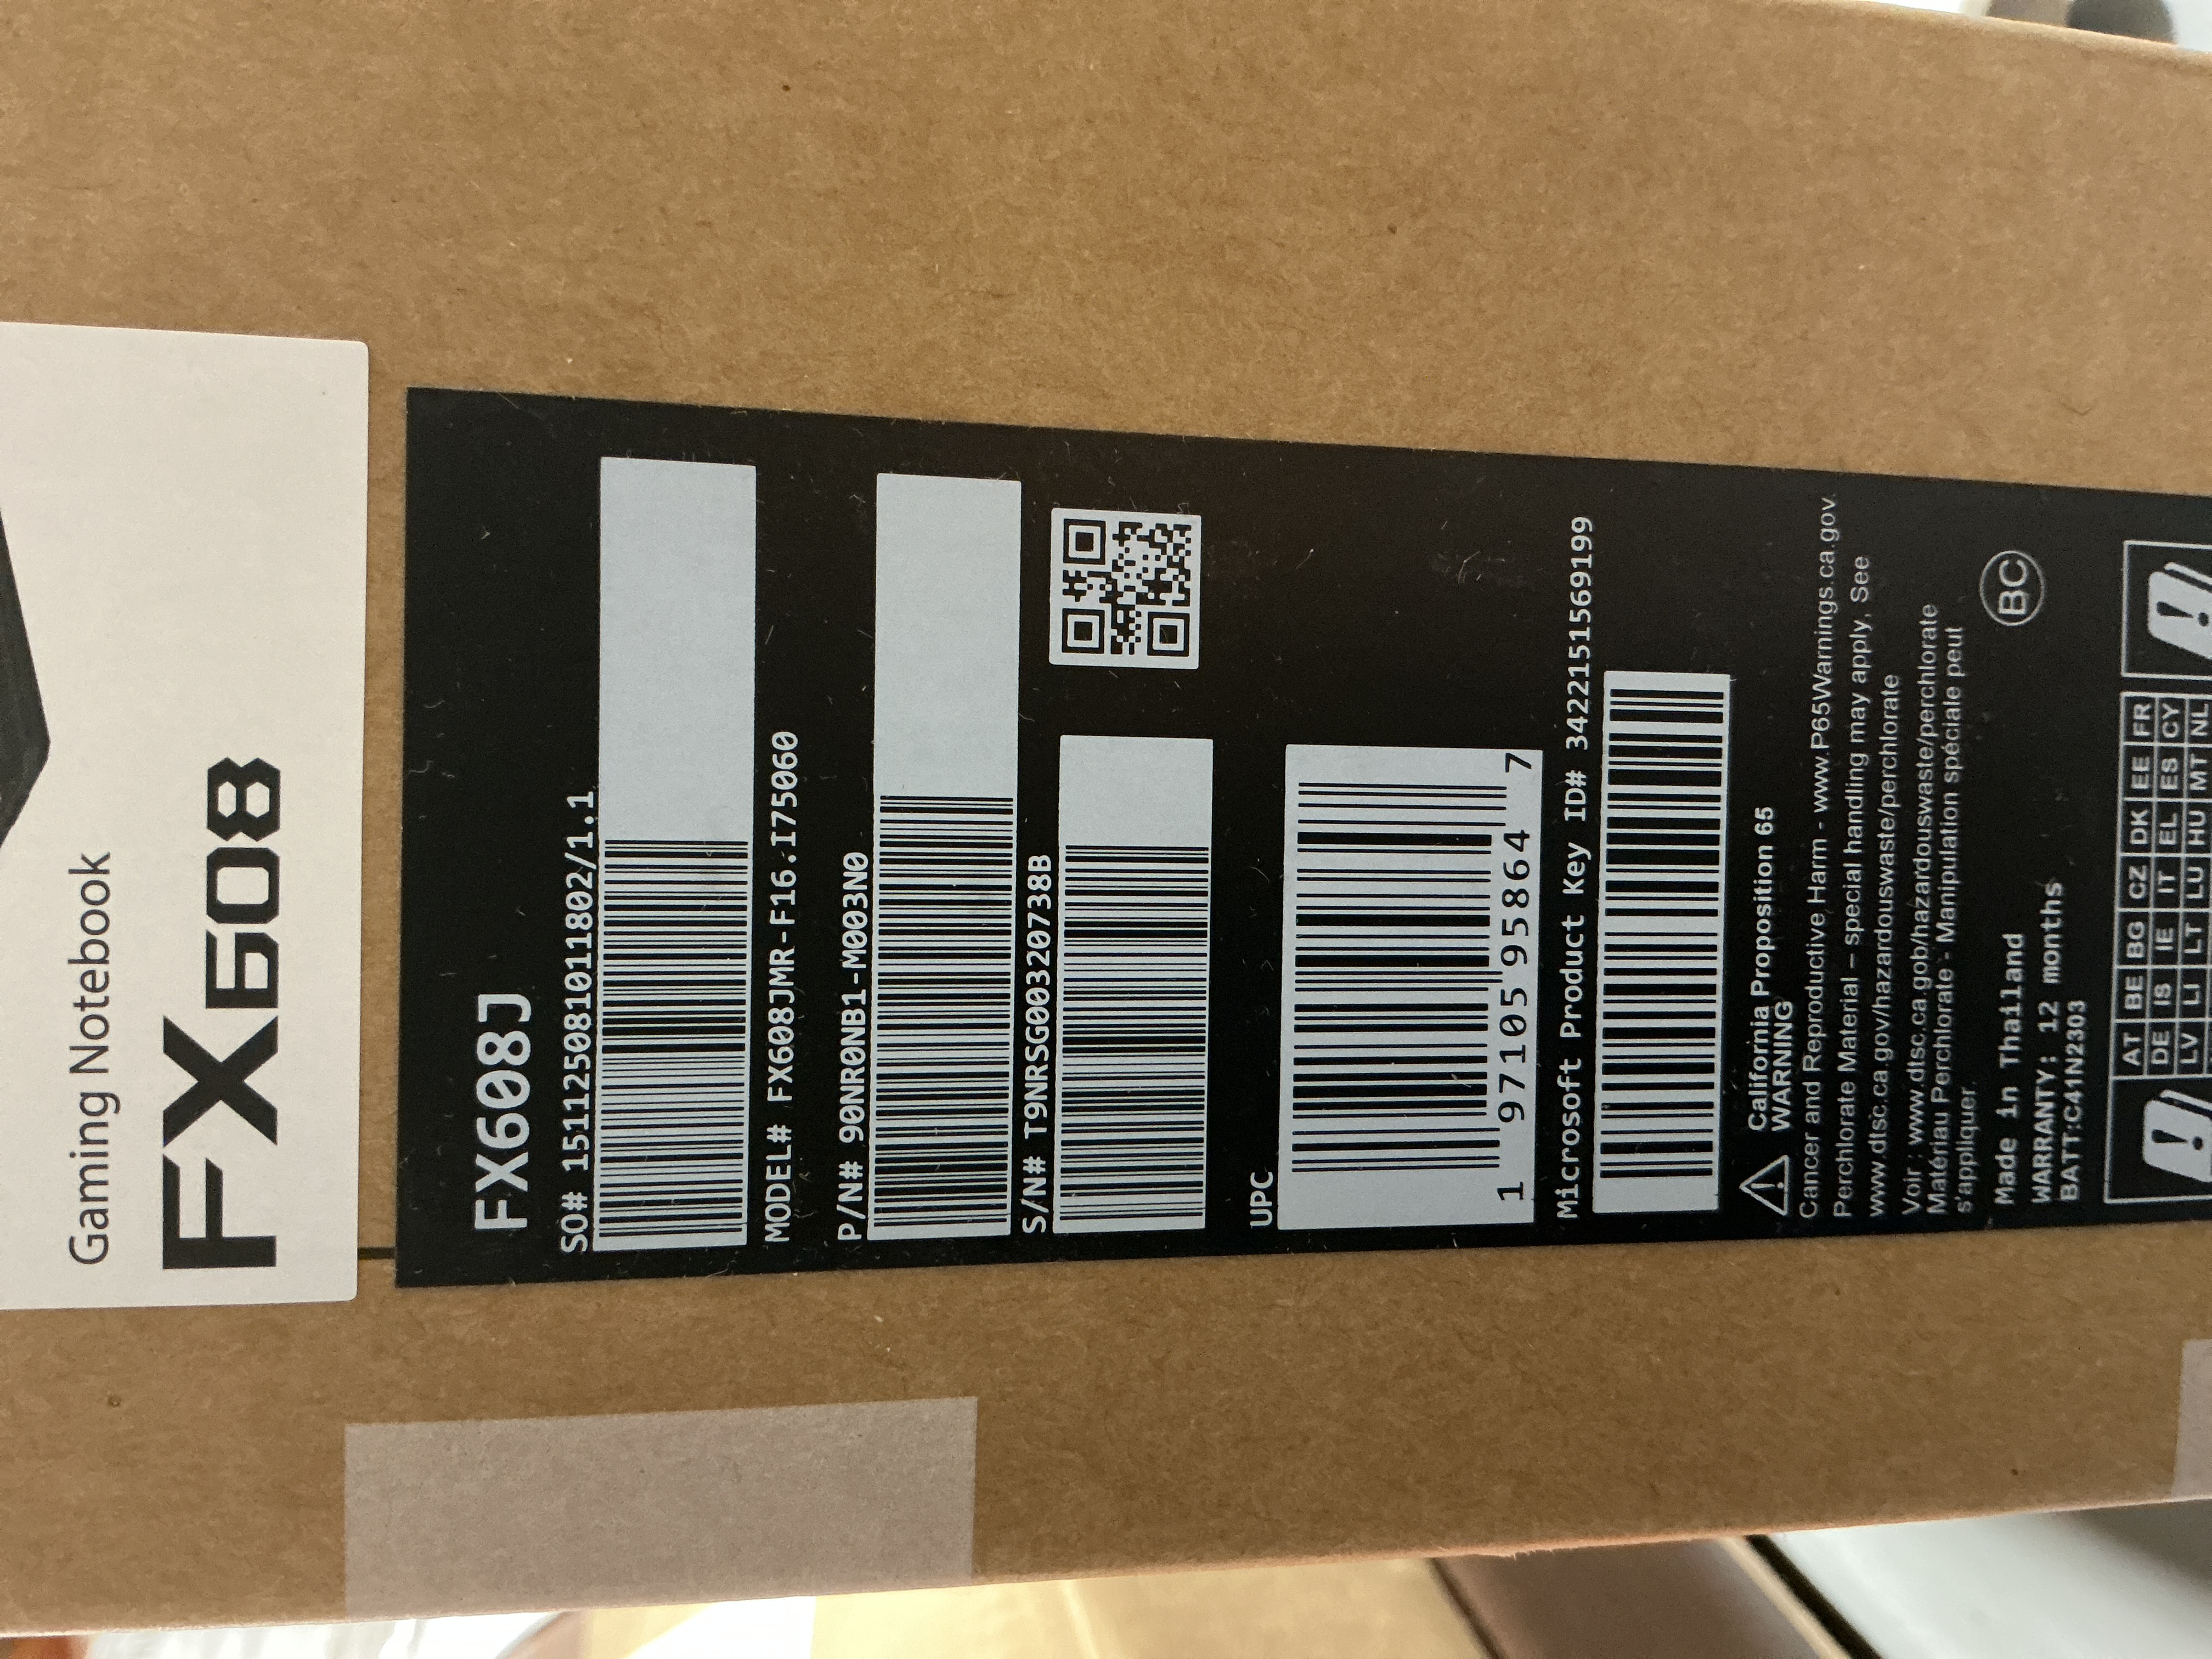 Gaming Notebook
FX608
FX608J
SO# 151125081011802/1.1
MODEL# FX608JMR-F16.I75060
P/N# 90NR0NB1-M003N0
S/N# T9NRSG00320738B
UPC
1 97105 95864 7
Microsoft Product Key ID# 3422151569199
California Proposition 65
WARNING
Cancer and Reproductive Harm - www.P65Warnings.ca.gov
Perchlorate Material – special handling may apply, See
www.dtsc.ca.gov/hazardouswaste/perchlorate
Voir : www.dtsc.ca.gob/hazardouswaste/perchlorate
Matériau Perchlorate - Manipulation spéciale peut
s'appliquer.
BC
Made in Thailand
WARRANTY: 12 months
BATT:C41N2303
AT BE BG CZ DK EE FR
DE IS IE IT EL ES CY
LV LI LT LU HU MT NL